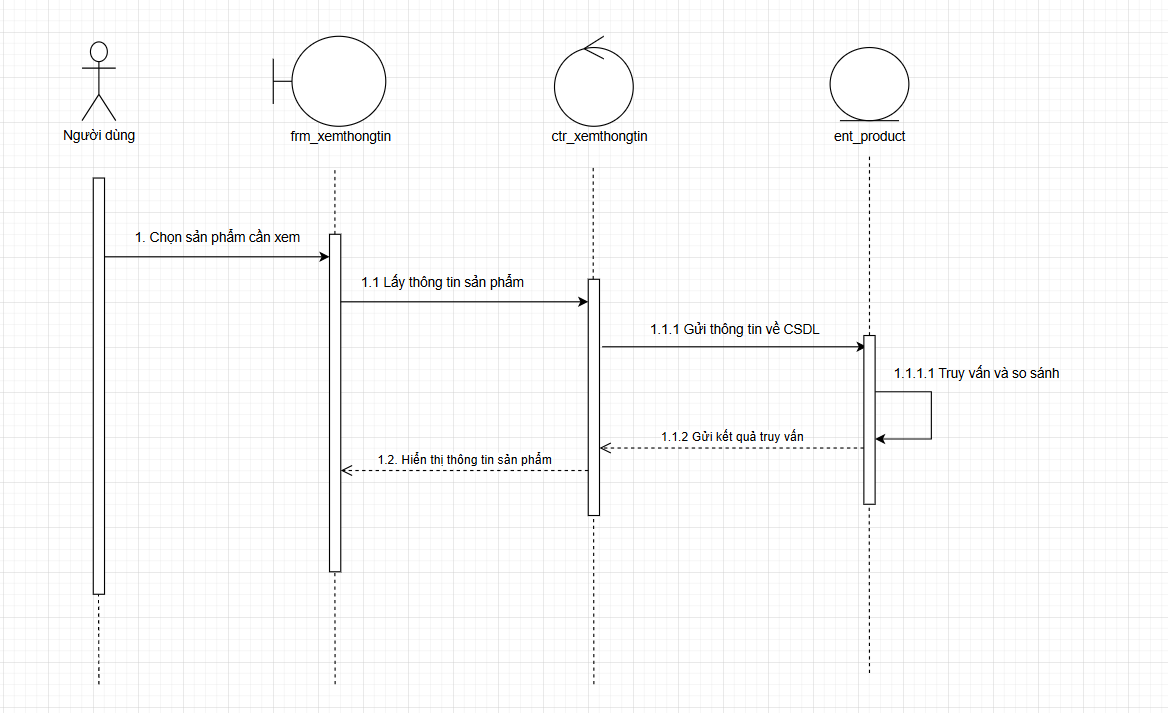 Người dùng
frm_xemthongtin
ctr_xemthongtin
ent_product
1. Chọn sản phẩm cần xem
1.1 Lấy thông tin sản phẩm
1.1.1 Gửi thông tin về CSDL
1.1.1.1 Truy vấn và so sánh
1.1.2 Gửi kết quả truy vấn
1.2. Hiển thị thông tin sản phẩm